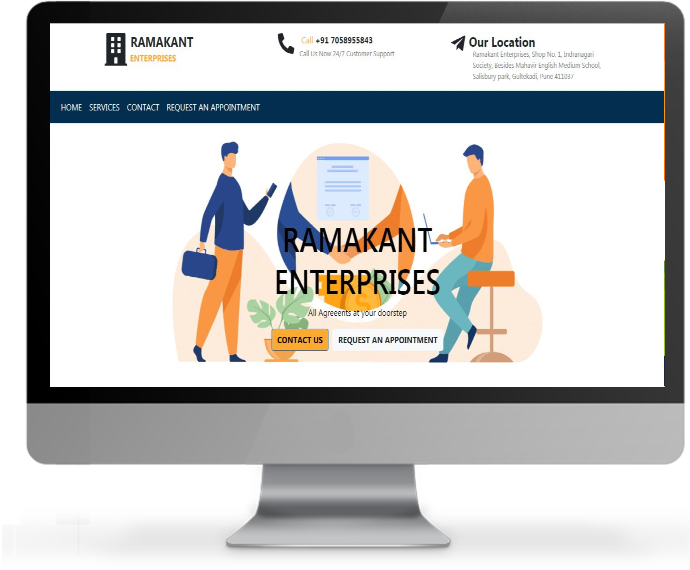 RAMAKANT
ENTERPRISES
Call +91 7058955843
Call Us Now 24/7 Customer Support
Our Location
Ramakant Enterprises, Shop No. 1, Indranagari
Society, Besides Mahavir English Medium School,
Salisbury park, Gultekadi, Pune 411037
HOME SERVICES CONTACT REQUEST AN APPOINTMENT
RAMAKANT
ENTERPRISES
All Agreeents at your doorstep
CONTACT US REQUEST AN APPOINTMENT